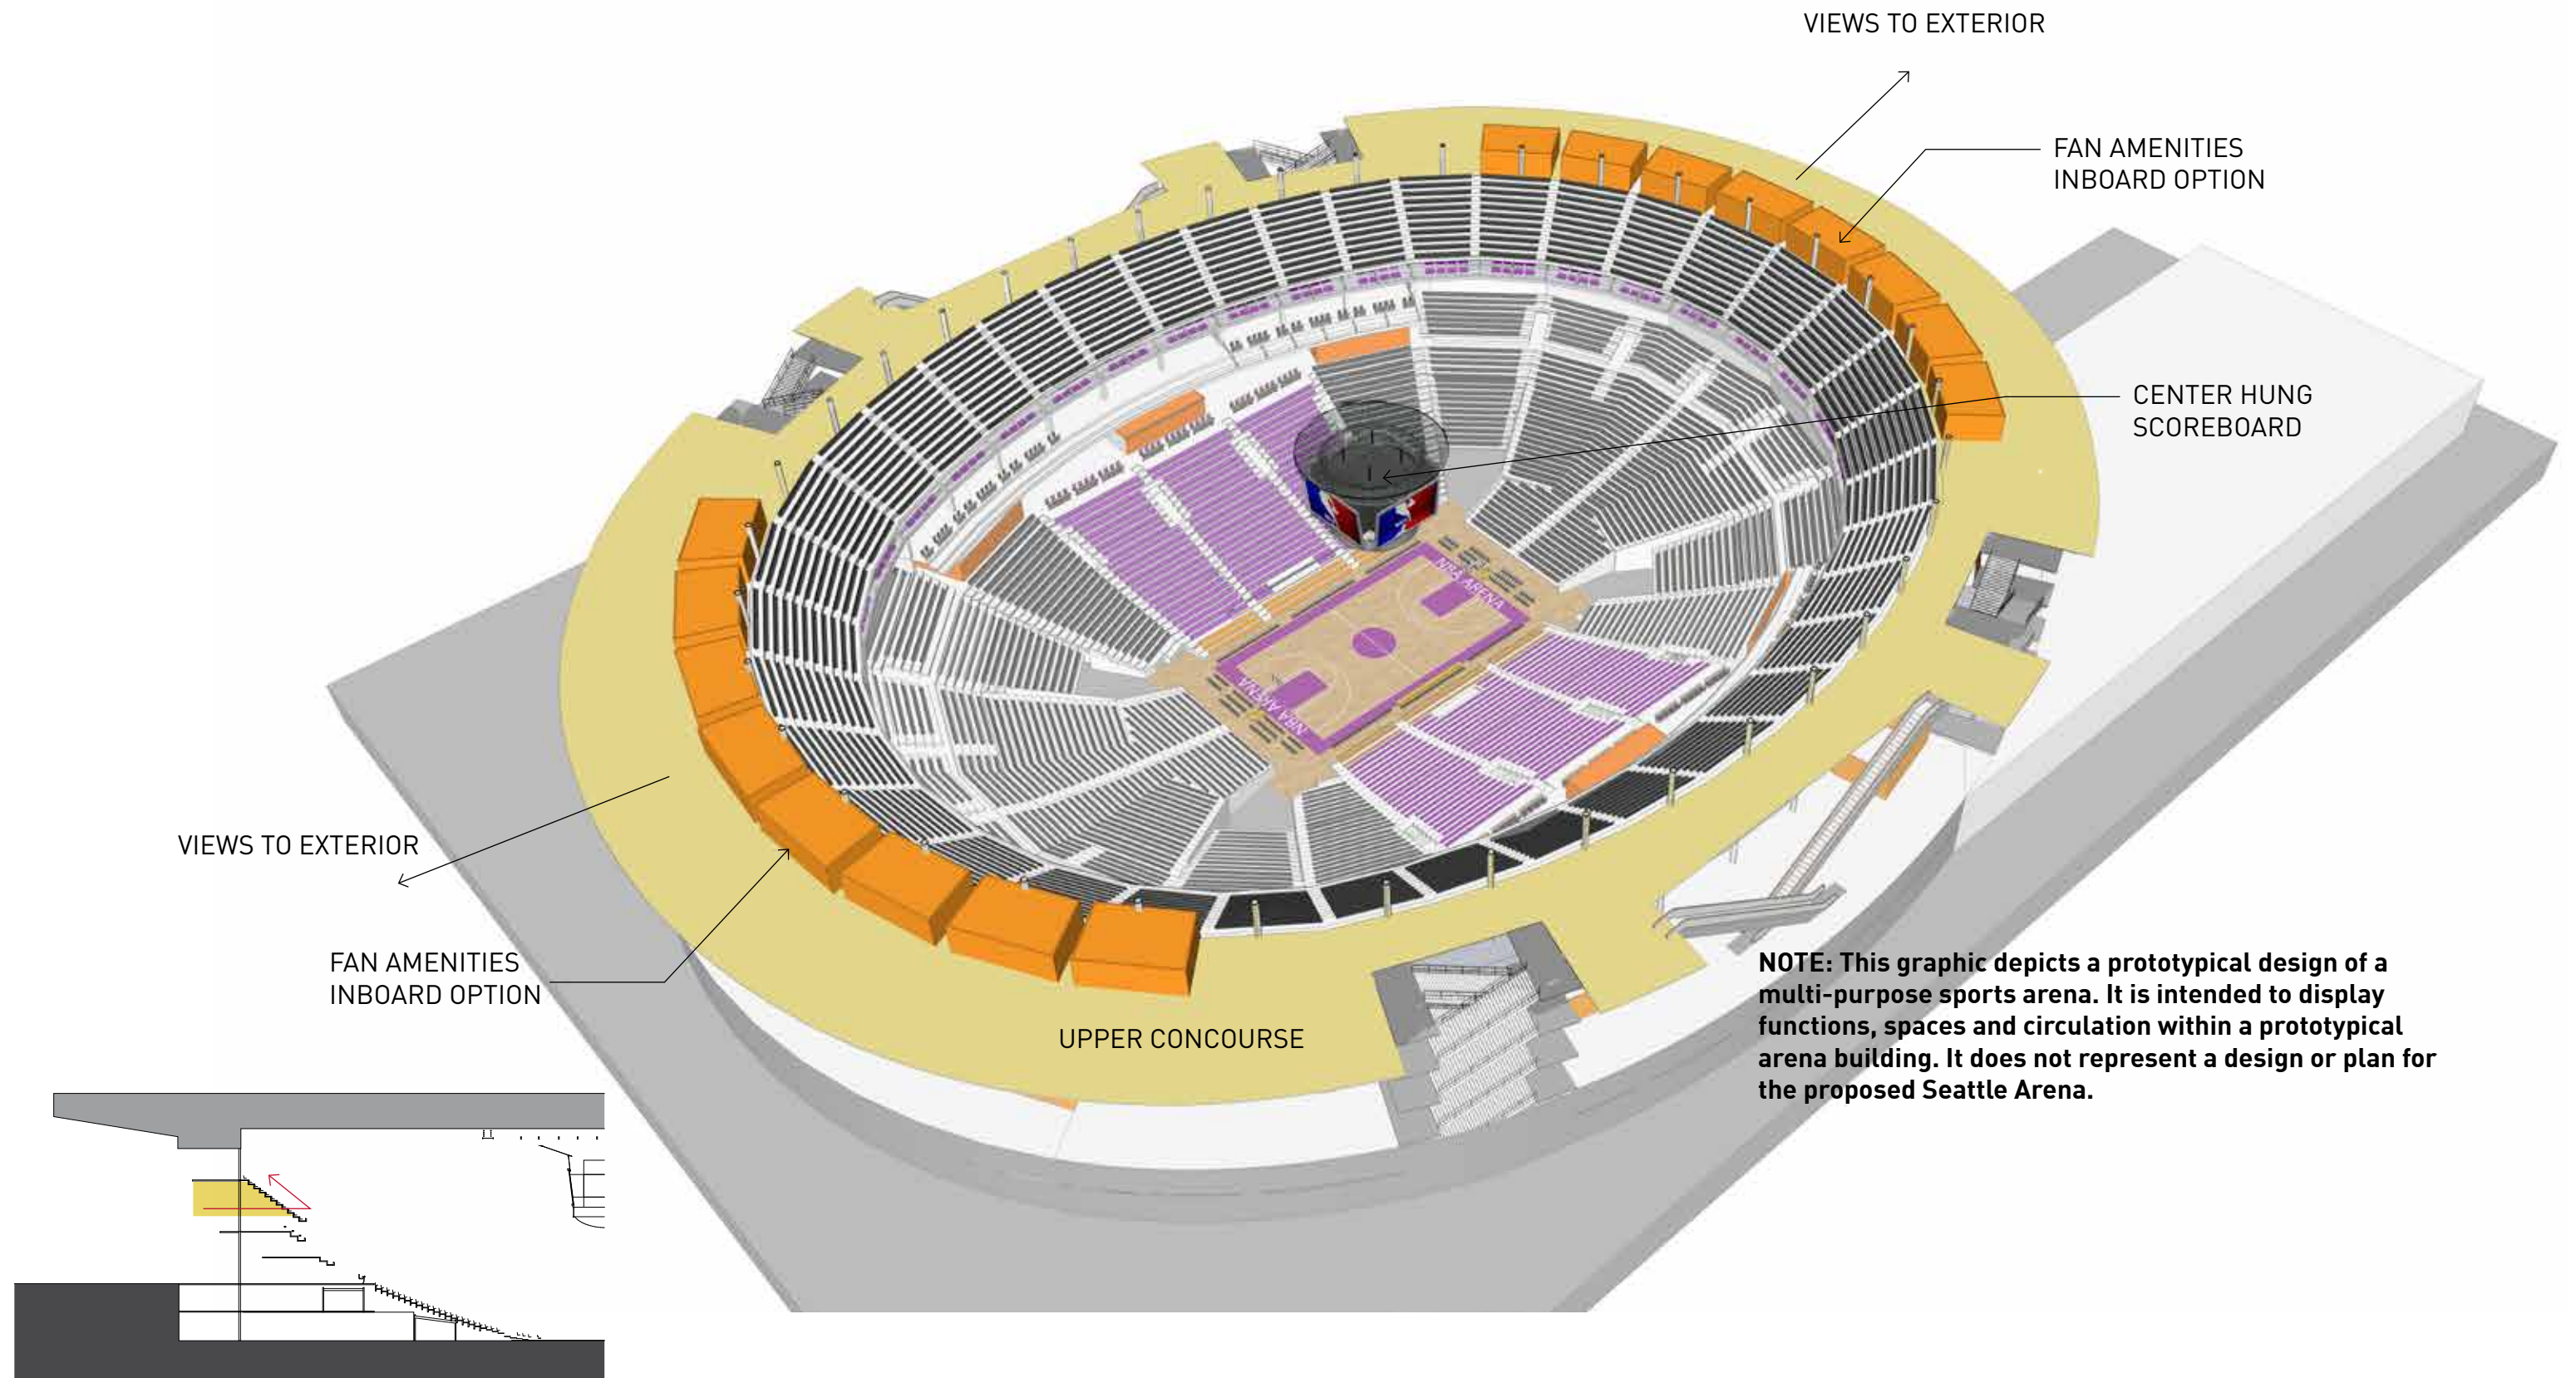 VIEWS TO EXTERIOR
FAN AMENITIES
INBOARD OPTION
CENTER HUNG
SCOREBOARD
NBA ARENA
NBA ARENA
VIEWS TO EXTERIOR
FAN AMENITIES
INBOARD OPTION
UPPER CONCOURSE
NOTE: This graphic depicts a prototypical design of a
multi-purpose sports arena. It is intended to display
functions, spaces and circulation within a prototypical
arena building. It does not represent a design or plan for
the proposed Seattle Arena.